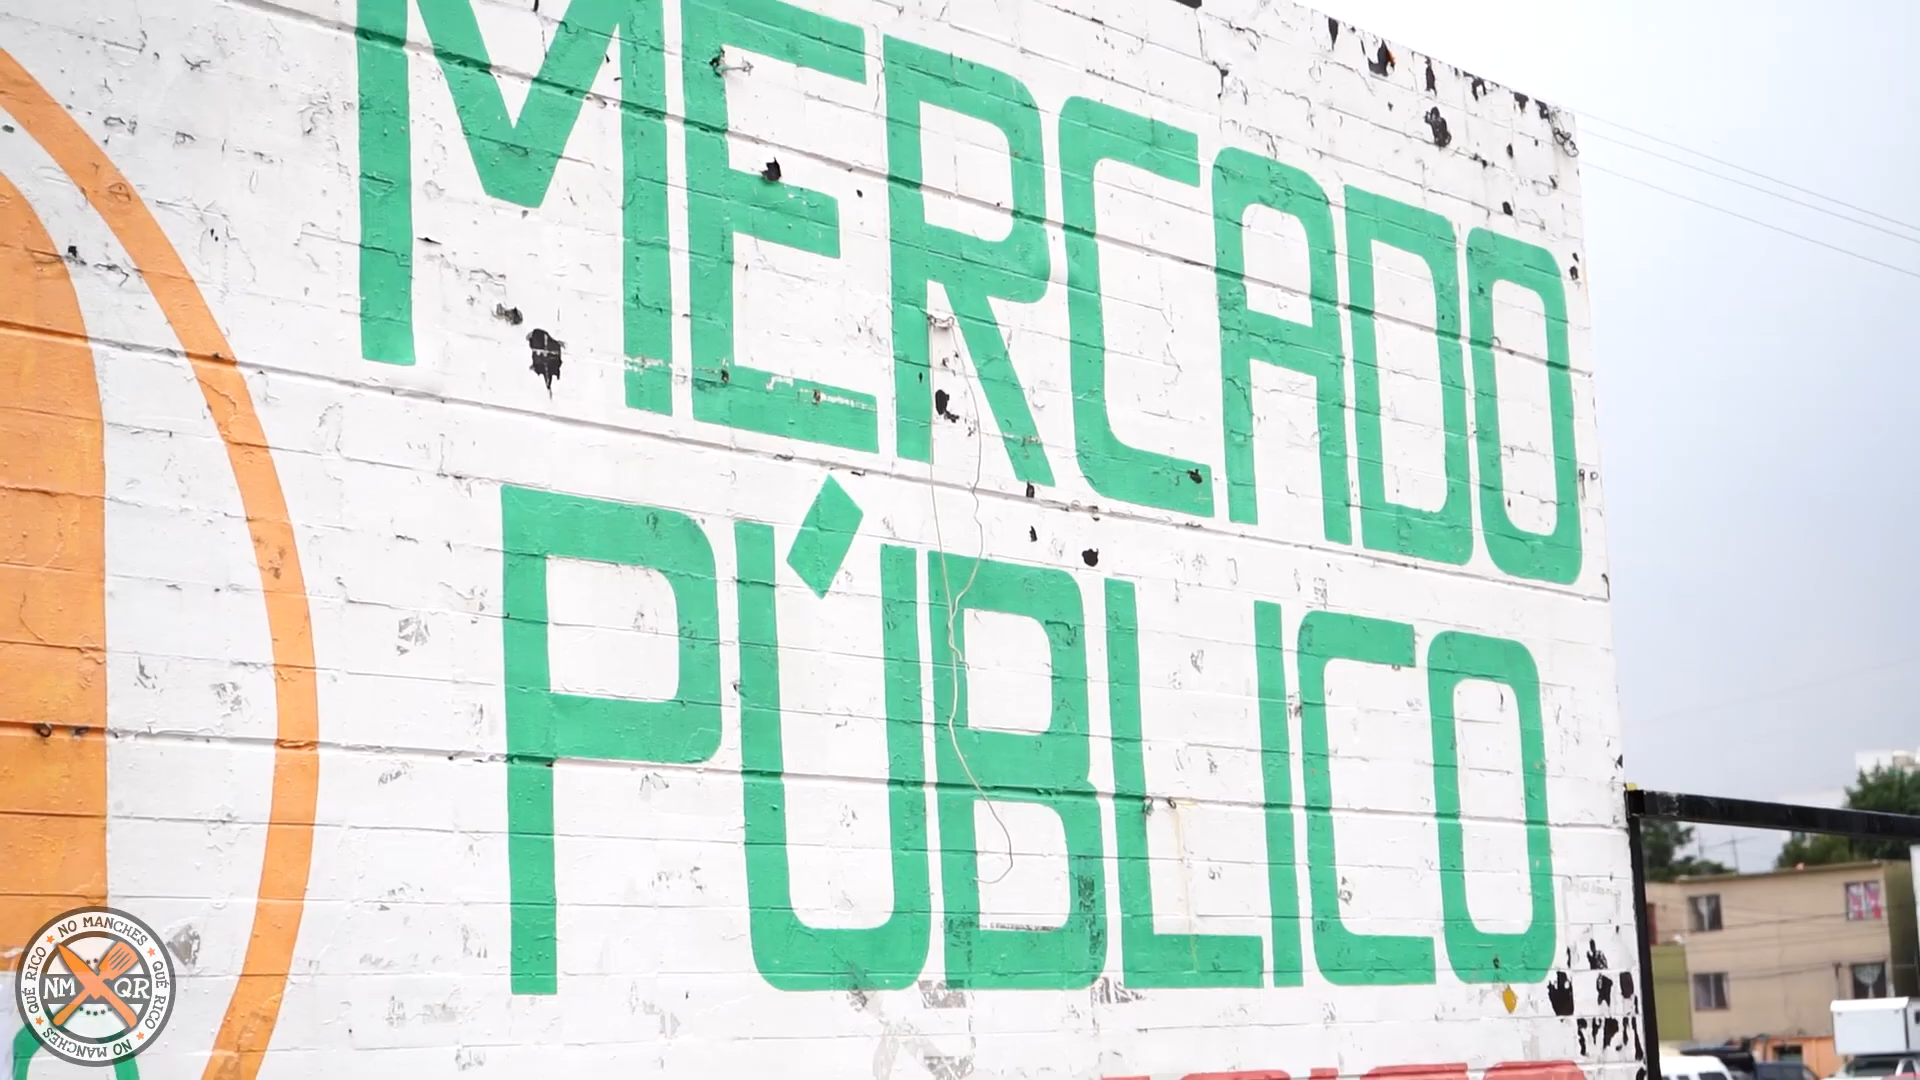 MERCADO
PÚBLICO
NO MANCHES
QUÉ RICO
NM QR
QUÉ RICO
NO MANCHES